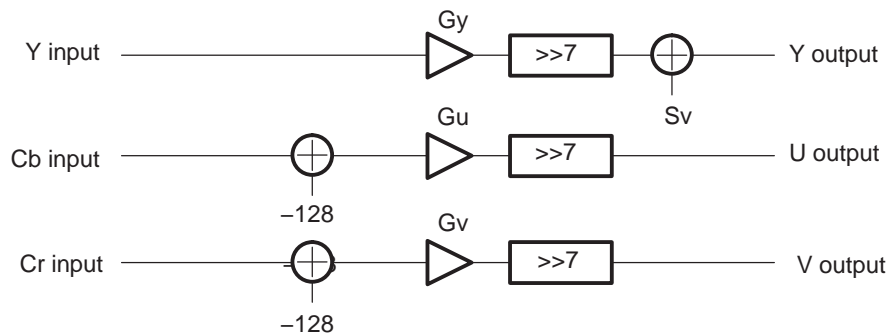 Gy
Y input >>7 Y output
Sv
Gu
Cb input >>7 U output
–128
Gv
Cr input >>7 V output
–128